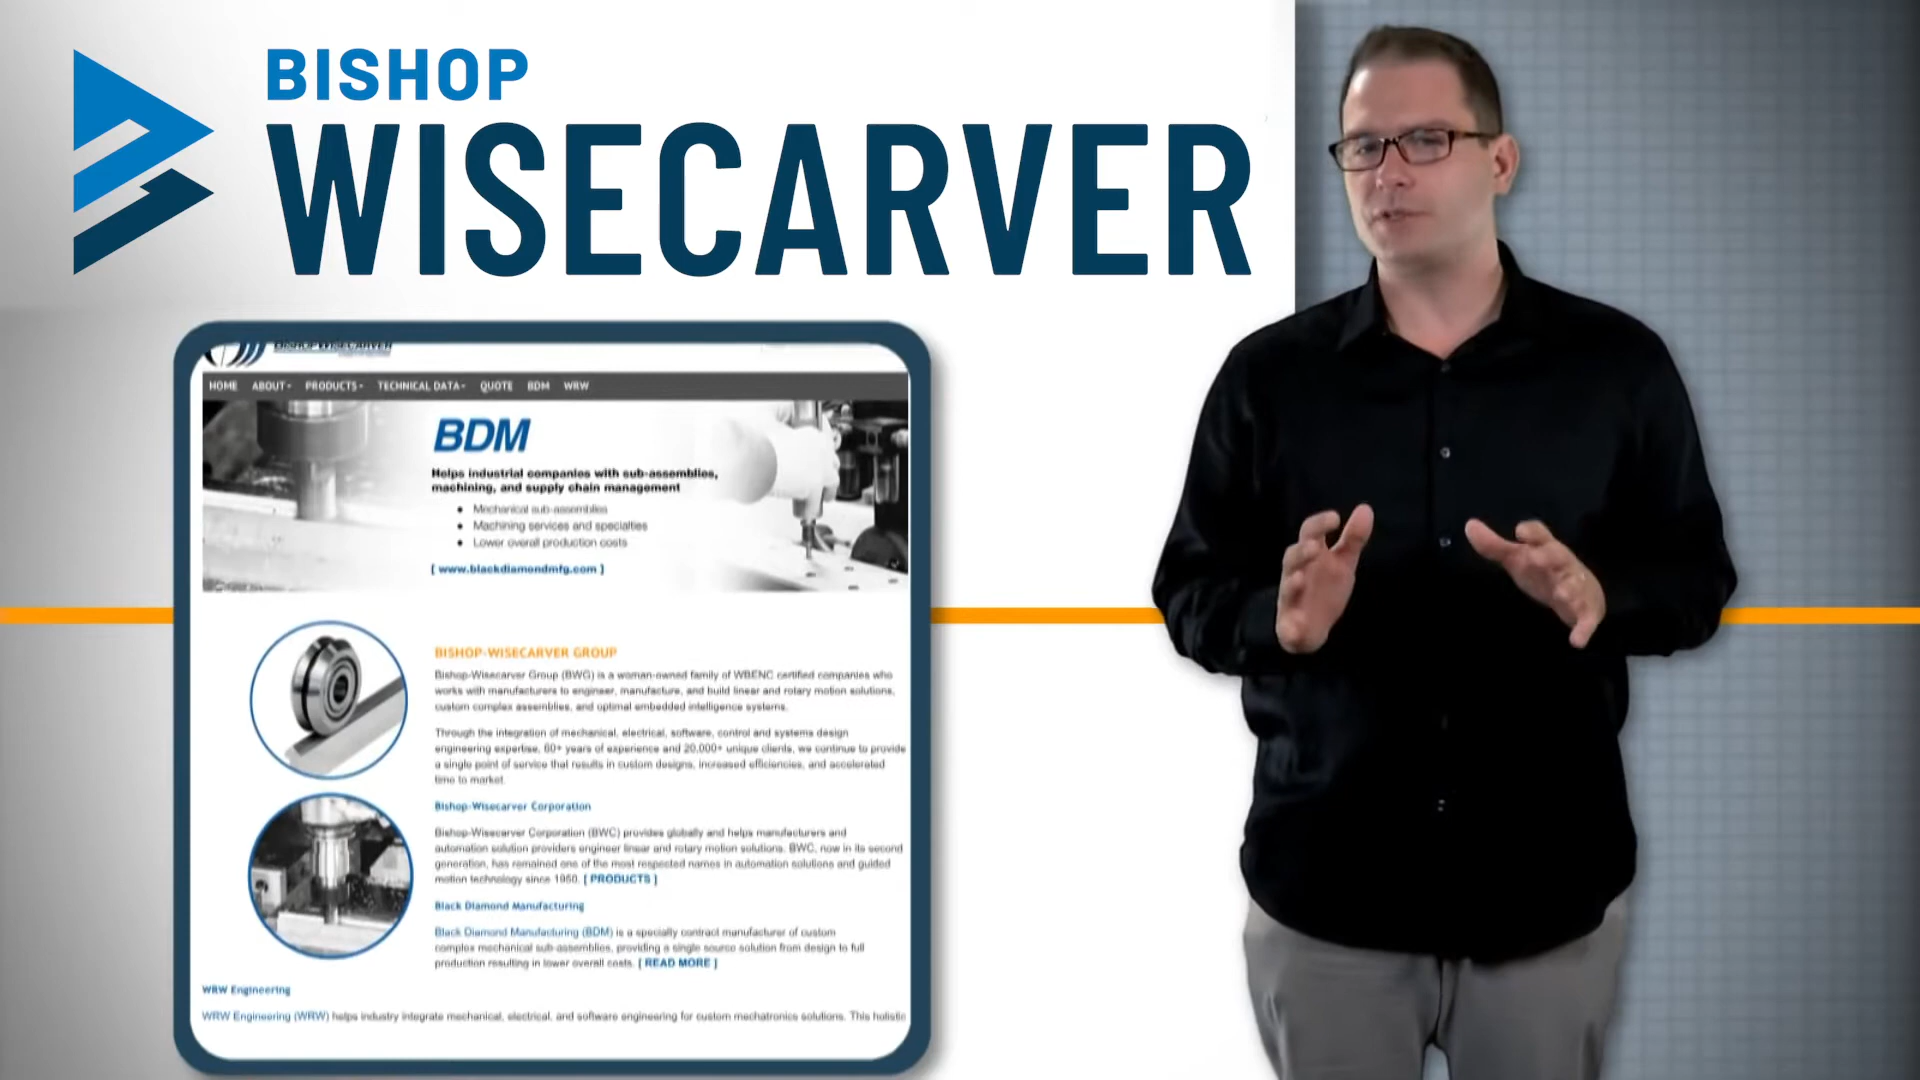 BISHOP
WISECARVER
BISHOP-WISECARVER
HOME ABOUT PRODUCTS TECHNICAL DATA QUOTE BDM WRW
BDM
Helps industrial companies with sub-assemblies,
machining, and supply chain management
• Mechanical sub-assemblies
• Machining services and specialties
• Lower overall production costs
[ www.blackdiamondmfg.com ]
BISHOP-WISECARVER GROUP
Bishop-Wisecarver Group (BWG) is a woman-owned family of WBENC certified companies who
works with manufacturers to engineer, manufacture, and build linear and rotary motion solutions,
custom complex assemblies, and optimal embedded intelligence systems.
Through the integration of mechanical, electrical, software, control and systems design
engineering expertise, 60+ years of experience and 20,000+ unique clients, we continue to provide
a single point of service that results in custom designs, increased efficiencies, and accelerated
time to market.
Bishop-Wisecarver Corporation
Bishop-Wisecarver Corporation (BWC) provides globally and helps manufacturers and
automation solution providers engineer linear and rotary motion solutions. BWC, now in its second
generation, has remained one of the most respected names in automation solutions and guided
motion technology since 1950. [ PRODUCTS ]
Black Diamond Manufacturing
Black Diamond Manufacturing (BDM) is a specialty contract manufacturer of custom
complex mechanical sub-assemblies, providing a single source solution from design to full
production resulting in lower overall costs. [ READ MORE ]
WRW Engineering
WRW Engineering (WRW) helps industry integrate mechanical, electrical, and software engineering for custom mechatronics solutions. This holistic